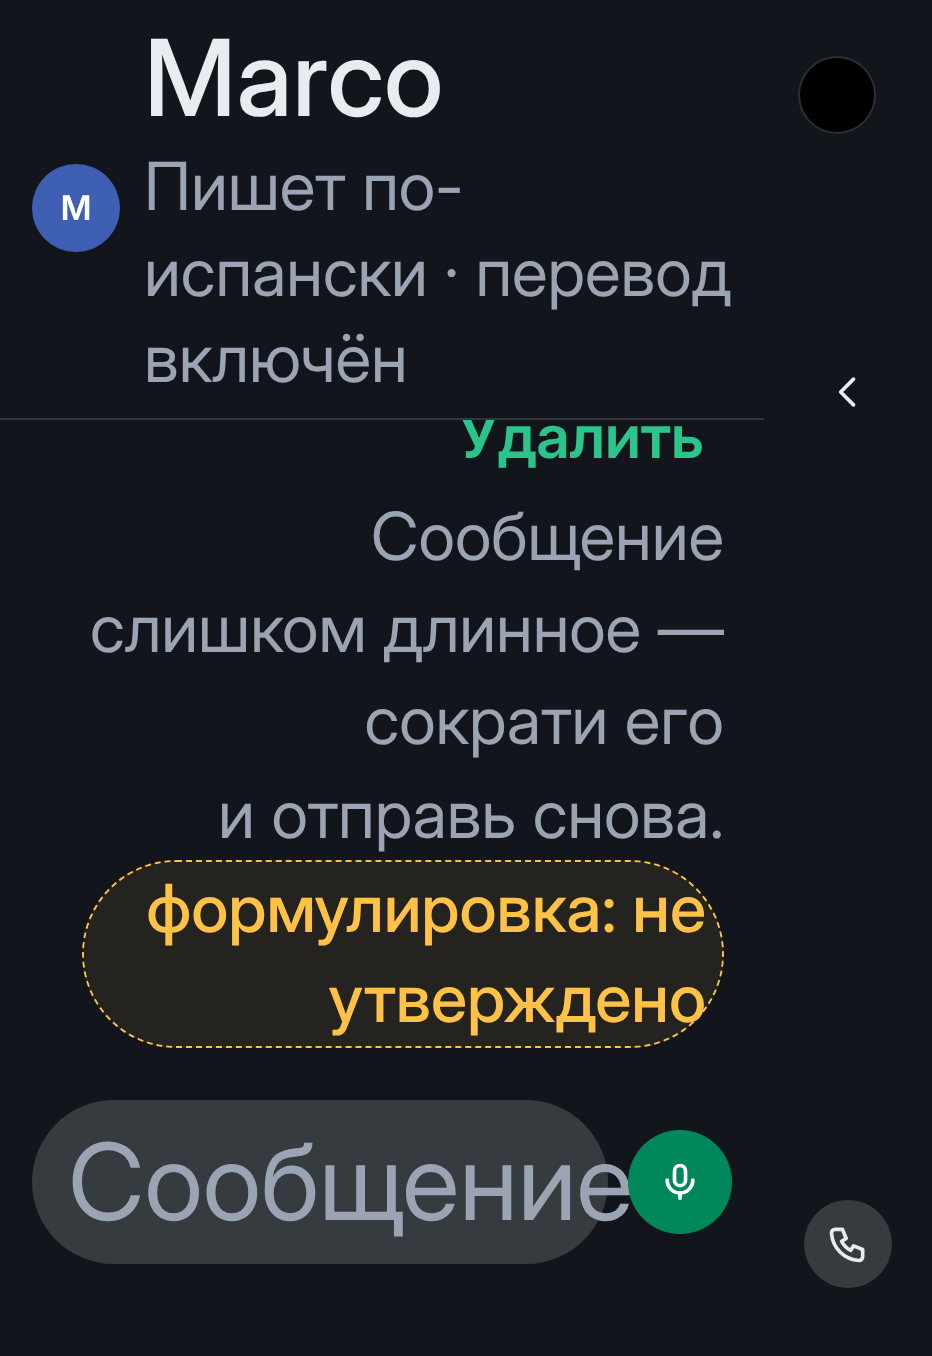 Marco
М
Пишет по-
испански · перевод
включён
Удалить
Сообщение
слишком длинное —
сократи его
и отправь снова.
формулировка: не
утверждено
Сообщение